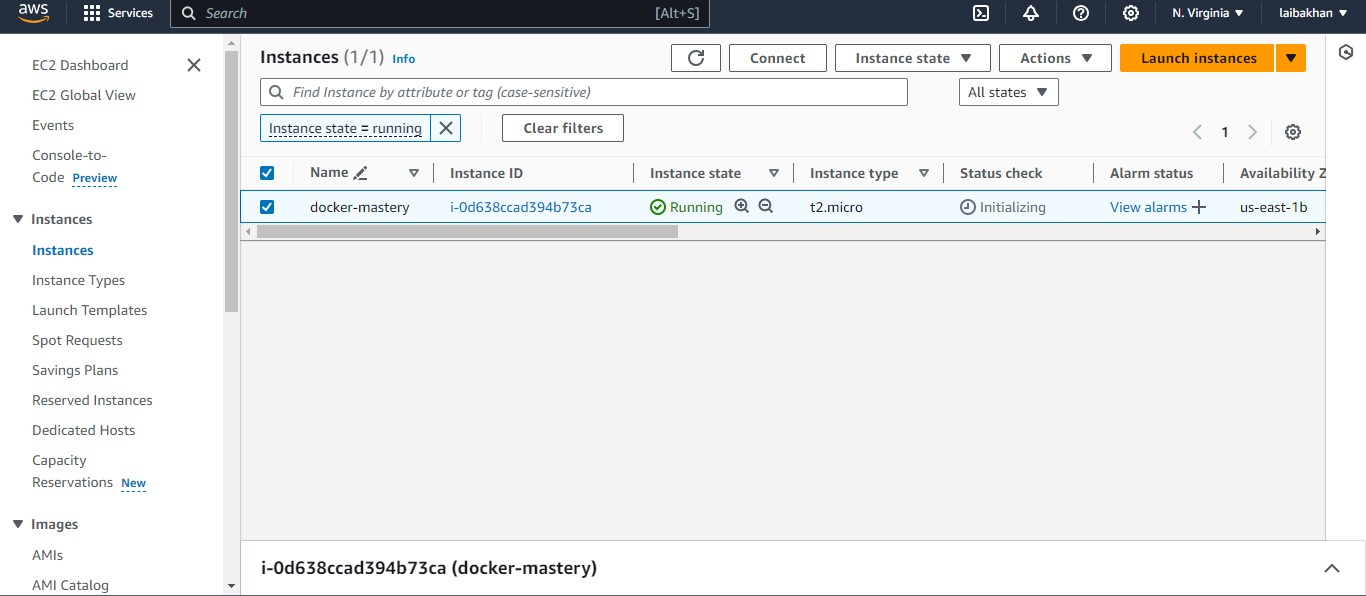 aws
Services
Search
[Alt+S]
N. Virginia
laibakhan
EC2 Dashboard
EC2 Global View
Events
Console-to-
Code Preview
Instances
Instances
Instance Types
Launch Templates
Spot Requests
Savings Plans
Reserved Instances
Dedicated Hosts
Capacity
Reservations New
Images
AMIs
AMI Catalog
Instances (1/1) Info
Connect
Instance state
Actions
Launch instances
Find Instance by attribute or tag (case-sensitive)
All states
Instance state = running
Clear filters
1
Name Instance ID Instance state Instance type Status check Alarm status Availability Z
docker-mastery i-0d638ccad394b73ca Running t2.micro Initializing View alarms us-east-1b
i-0d638ccad394b73ca (docker-mastery)